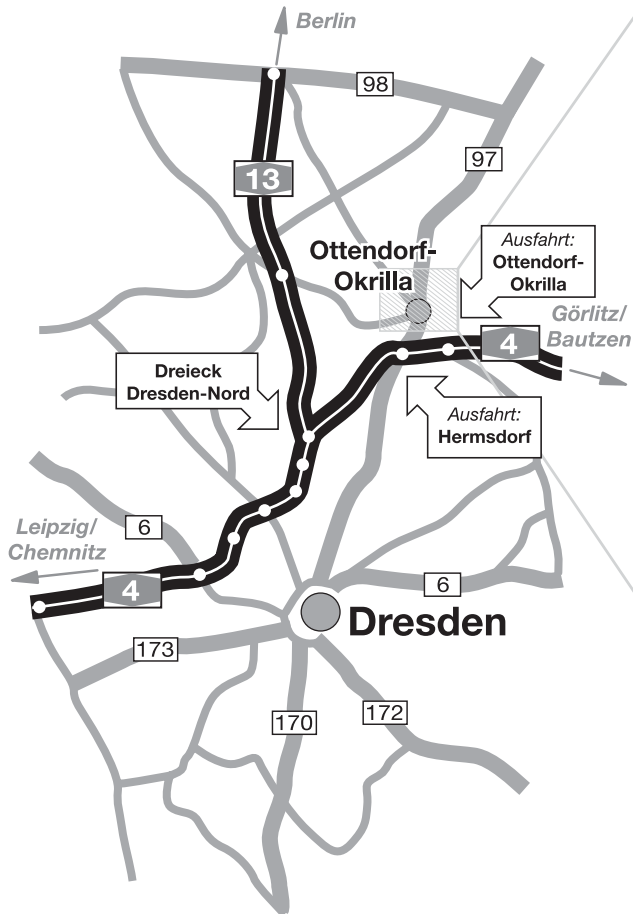 Berlin
98
97
13
Ottendorf-
Okrilla
Ausfahrt:
Ottendorf-
Okrilla
Görlitz/
Bautzen
4
Dreieck
Dresden-Nord
Ausfahrt:
Hermsdorf
Leipzig/
Chemnitz
6
4
6
Dresden
173
170
172